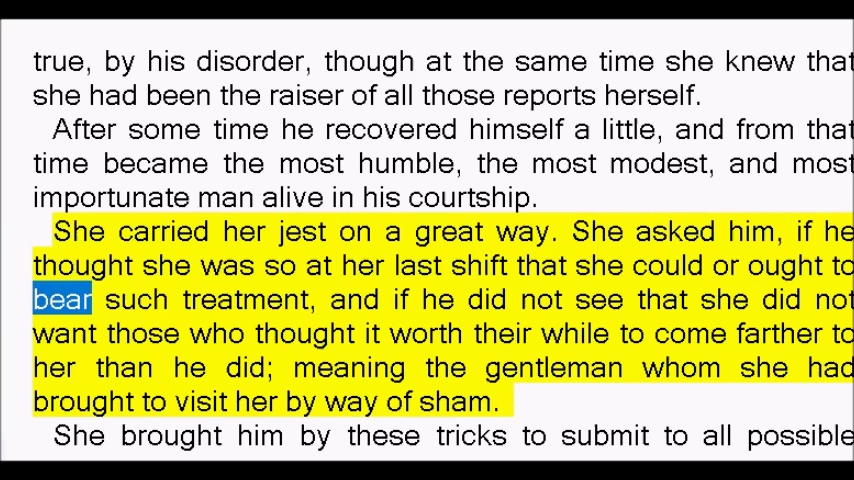 true, by his disorder, though at the same time she knew that
she had been the raiser of all those reports herself.
After some time he recovered himself a little, and from that
time became the most humble, the most modest, and most
importunate man alive in his courtship.
She carried her jest on a great way. She asked him, if he
thought she was so at her last shift that she could or ought to
bear such treatment, and if he did not see that she did not
want those who thought it worth their while to come farther to
her than he did; meaning the gentleman whom she had
brought to visit her by way of sham.
She brought him by these tricks to submit to all possible